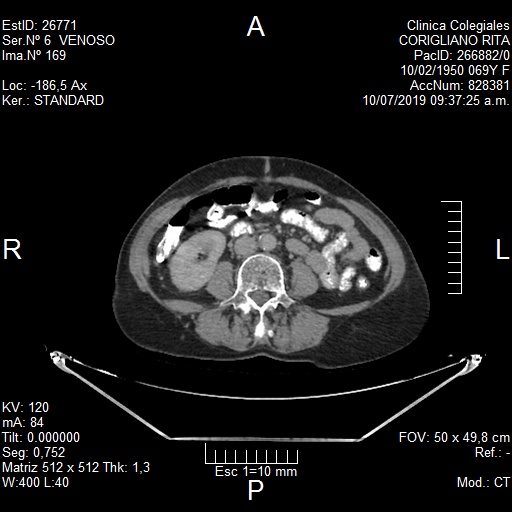 EstID: 26771
Ser.Nº 6 VENOSO
Ima.Nº 169
Loc: -186,5 Ax
Ker.: STANDARD
A
Clinica Colegiales
CORIGLIANO RITA
PacID: 266882/0
10/02/1950 069Y F
AccNum: 828381
10/07/2019 09:37:25 a.m.
R
L
KV: 120
mA: 84
Tilt: 0.000000
Seg: 0,752
Matriz 512 x 512 Thk: 1,3
W:400 L:40
Esc 1=10 mm
P
FOV: 50 x 49,8 cm
Ref.: -
Mod.: CT